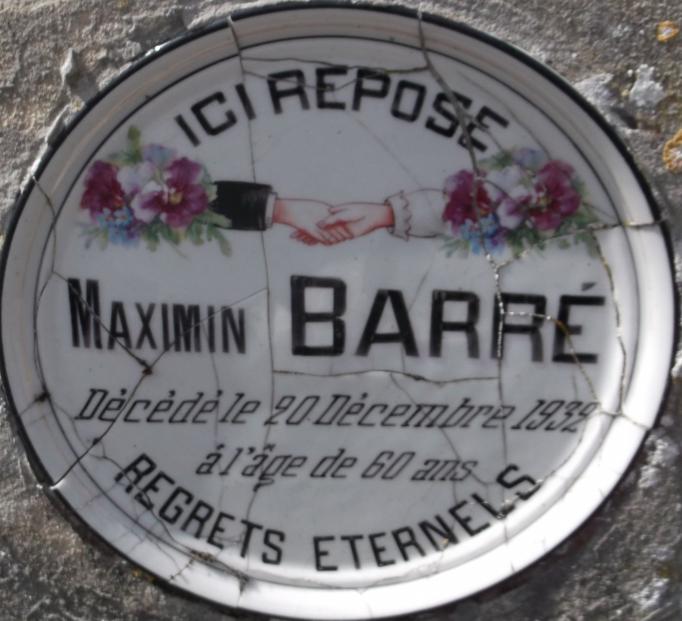 ICI REPOSE
MAXIMIN BARRÉ
Décédé le 20 Décembre 1932
á l'âge de 60 ans
REGRETS ETERNELS